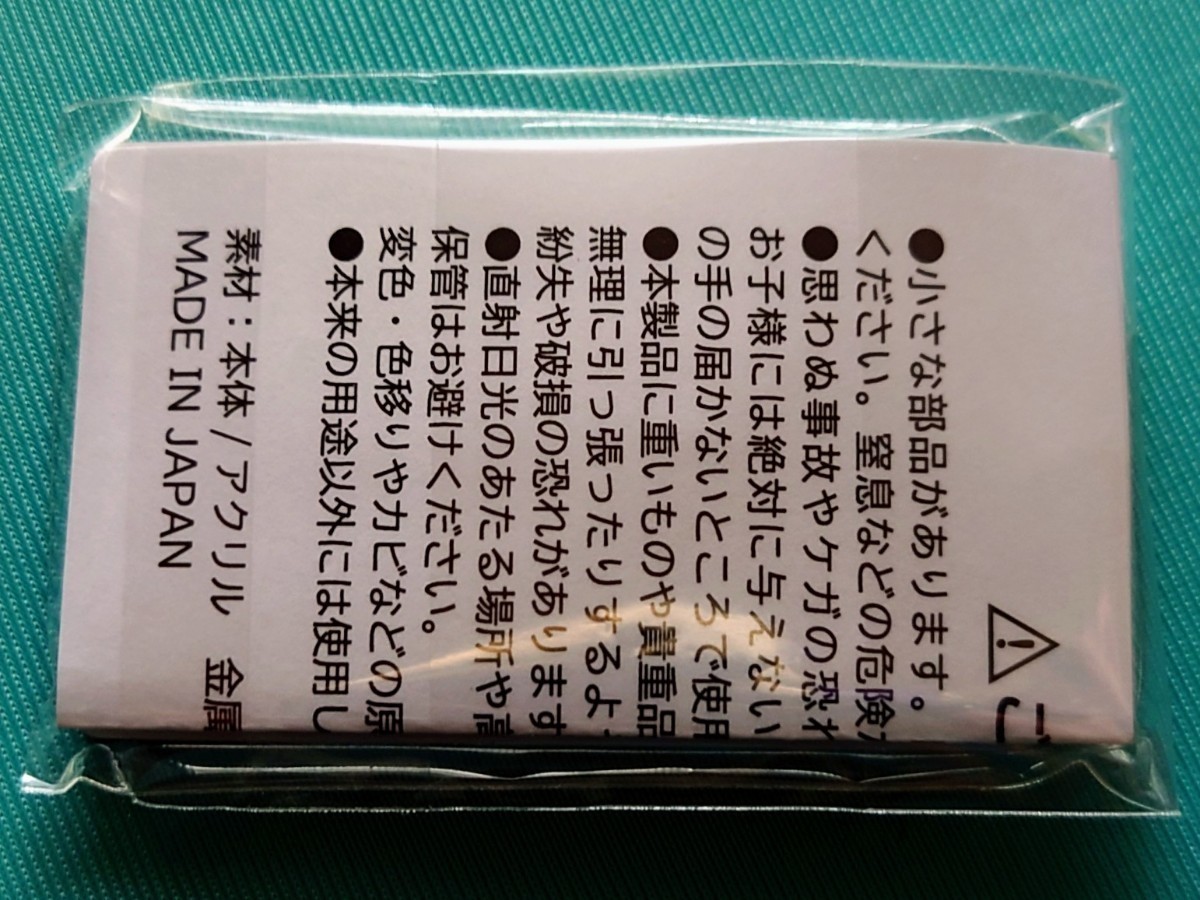 ⚠ ご
●小さな部品があります。
ください。窒息などの危険
●思わぬ事故やケガの恐れ
お子様には絶対に与えない
の手の届かないところで使用
●本製品に重いものや貴重品
無理に引っ張ったりするよ
紛失や破損の恐れがあります
●直射日光のあたる場所や高
保管はお避けください。
変色・色移りやカビなどの原
●本来の用途以外には使用し
素材：本体 / アクリル　金属
MADE IN JAPAN